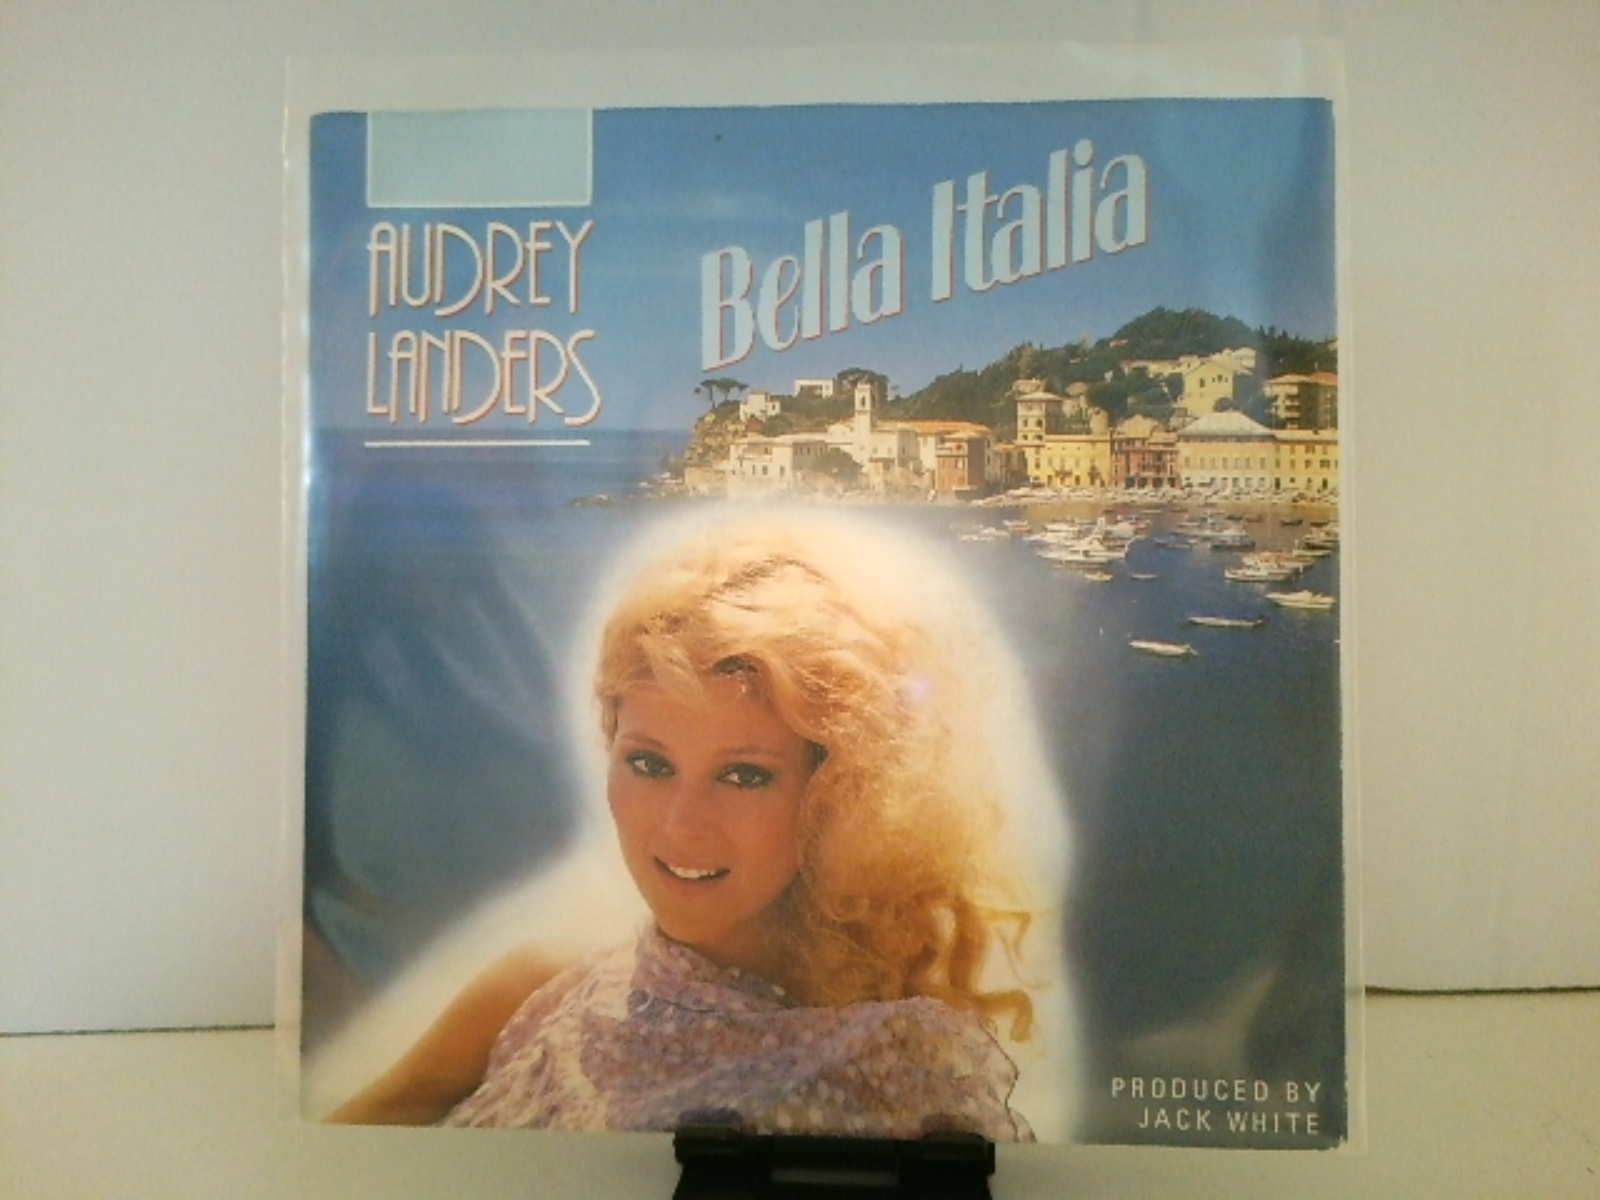 AUDREY
LANDERS
Bella Italia
PRODUCED BY
JACK WHITE